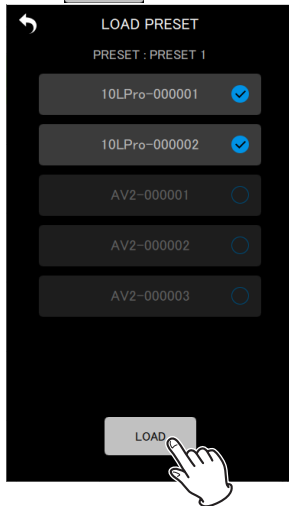 LOAD PRESET
PRESET : PRESET 1
10LPro-000001
10LPro-000002
AV2-000001
AV2-000002
AV2-000003
LOAD